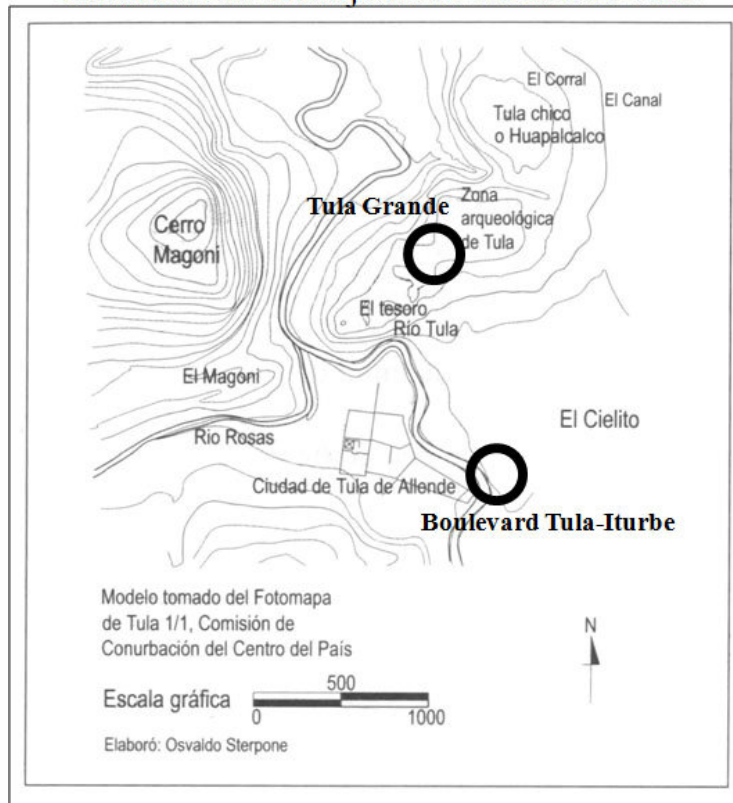 El Corral
El Canal
Tula chico
o Huapalcalco
Tula Grande
Zona
arqueológica
de Tula
Cerro
Magoni
El tesoro
Río Tula
El Magoni
El Cielito
Rio Rosas
Ciudad de Tula de Allende
Boulevard Tula-Iturbe
Modelo tomado del Fotomapa
de Tula 1/1, Comisión de
Conurbación del Centro del País
N
Escala gráfica
500
0
1000
Elaboró: Osvaldo Sterpone